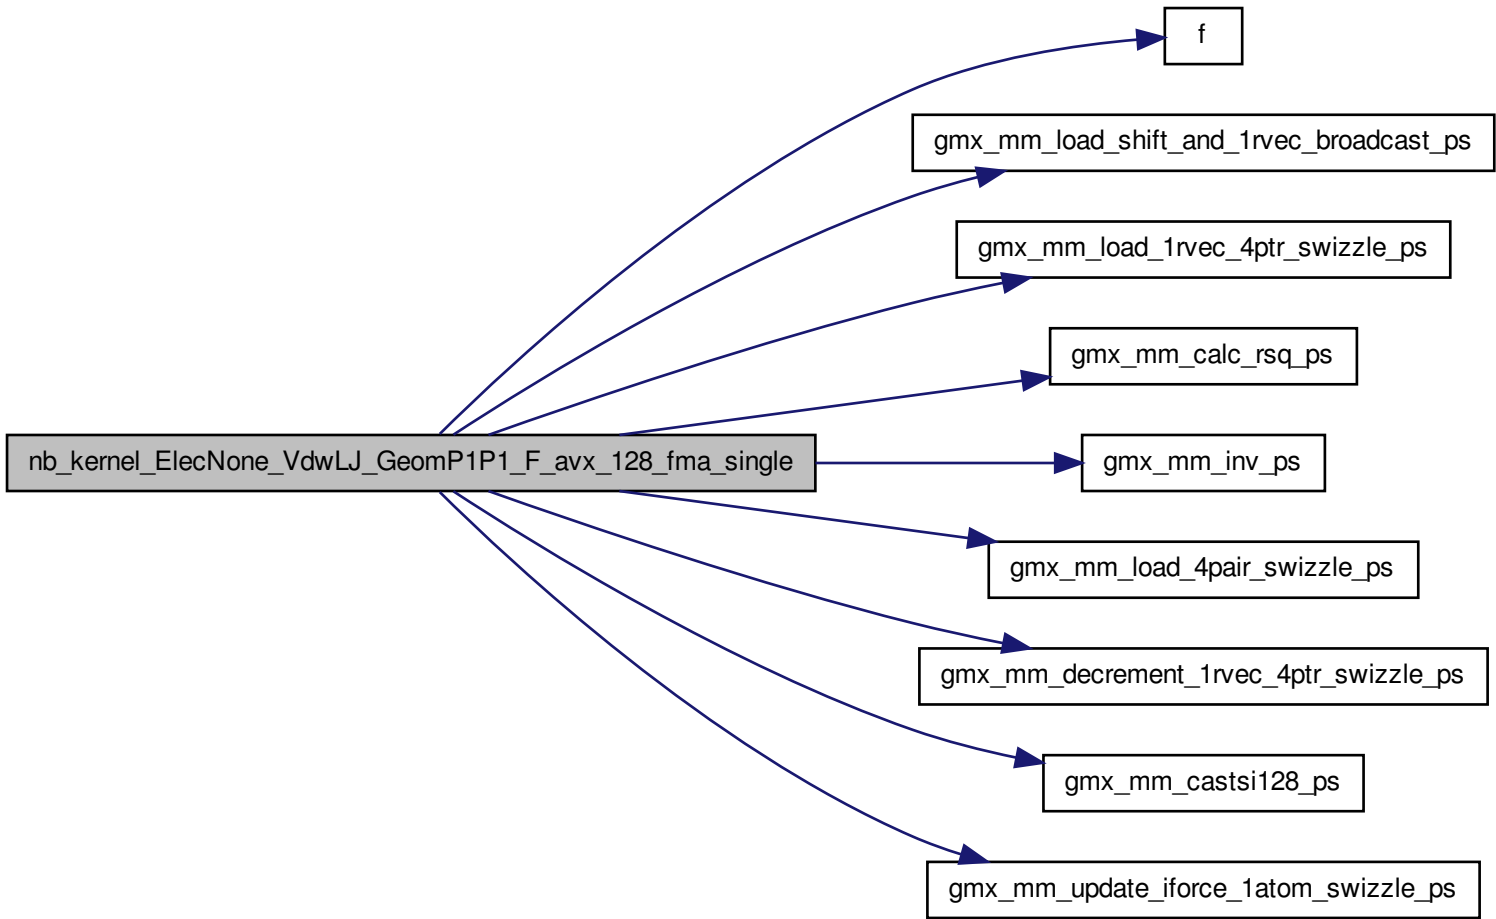 f
gmx_mm_load_shift_and_1rvec_broadcast_ps
gmx_mm_load_1rvec_4ptr_swizzle_ps
gmx_mm_calc_rsq_ps
nb_kernel_ElecNone_VdwLJ_GeomP1P1_F_avx_128_fma_single
gmx_mm_inv_ps
gmx_mm_load_4pair_swizzle_ps
gmx_mm_decrement_1rvec_4ptr_swizzle_ps
gmx_mm_castsi128_ps
gmx_mm_update_iforce_1atom_swizzle_ps